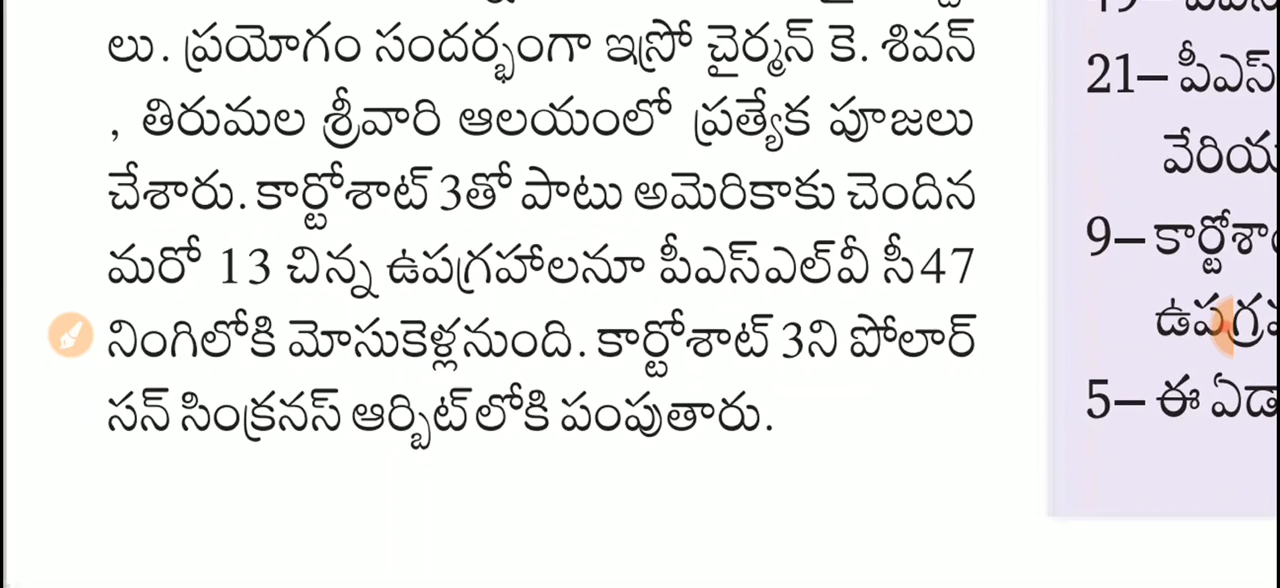 లు. ప్రయోగం సందర్భంగా ఇస్రో చైర్మన్ కె. శివన్
, తిరుమల శ్రీవారి ఆలయంలో ప్రత్యేక పూజలు
చేశారు. కార్టోశాట్ 3తో పాటు అమెరికాకు చెందిన
మరో 13 చిన్న ఉపగ్రహాలనూ పీఎస్ఎల్వీ సీ47
నింగిలోకి మోసుకెళ్లనుంది. కార్టోశాట్ 3ని పోలార్
సన్ సింక్రనస్ ఆర్బిట్లోకి పంపుతారు.
21– పీఎస్
వేరియ
9– కార్టోశా
ఉపగ్ర
5– ఈ ఏడా